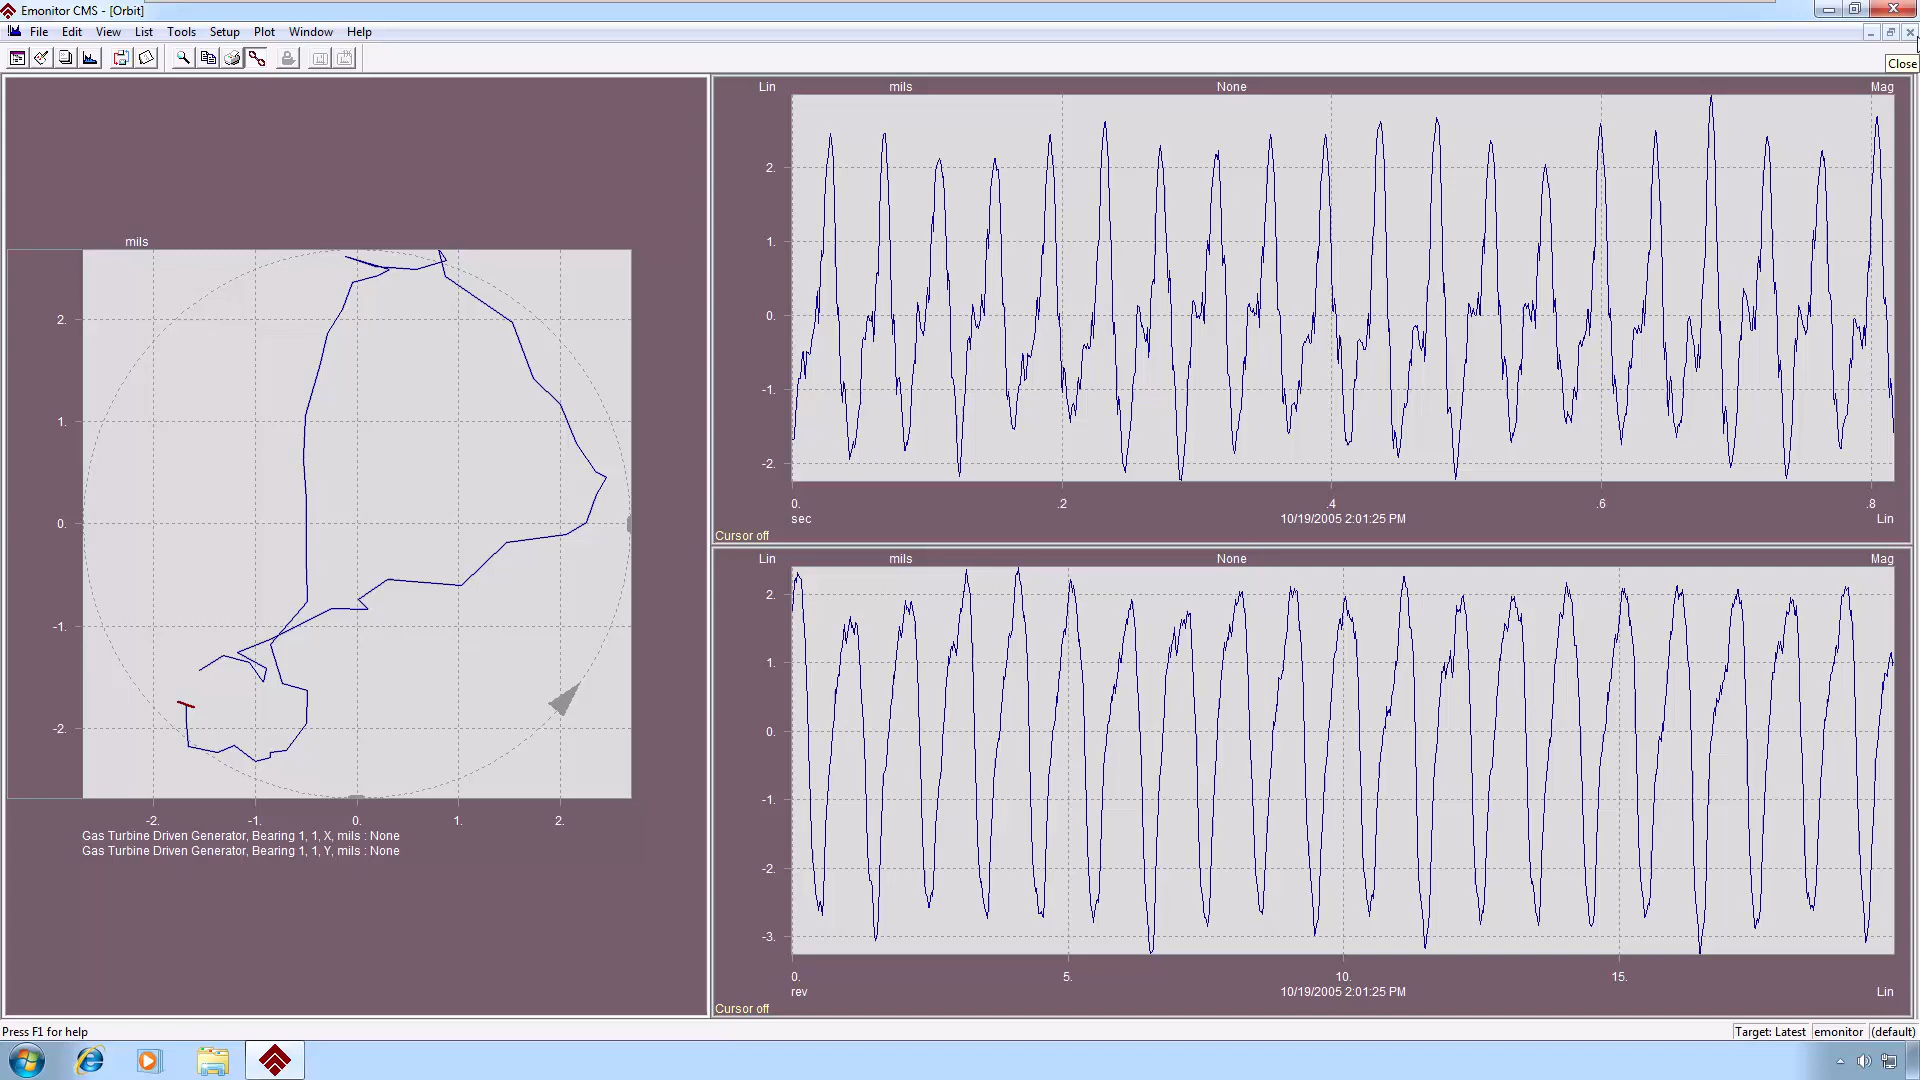 Emonitor CMS - [Orbit]
File Edit View List Tools Setup Plot Window Help
Close
mils
2.
1.
0.
-1.
-2.
-2. -1. 0. 1. 2.
Gas Turbine Driven Generator, Bearing 1, 1, X, mils : None
Gas Turbine Driven Generator, Bearing 1, 1, Y, mils : None
Lin mils None Mag
2.
1.
0.
-1.
-2.
0. .2 .4 .6 .8
sec 10/19/2005 2:01:25 PM Lin
Cursor off
Lin mils None Mag
2.
1.
0.
-1.
-2.
-3.
0. 5. 10. 15.
rev 10/19/2005 2:01:25 PM Lin
Cursor off
Press F1 for help
Target: Latest emonitor (default)